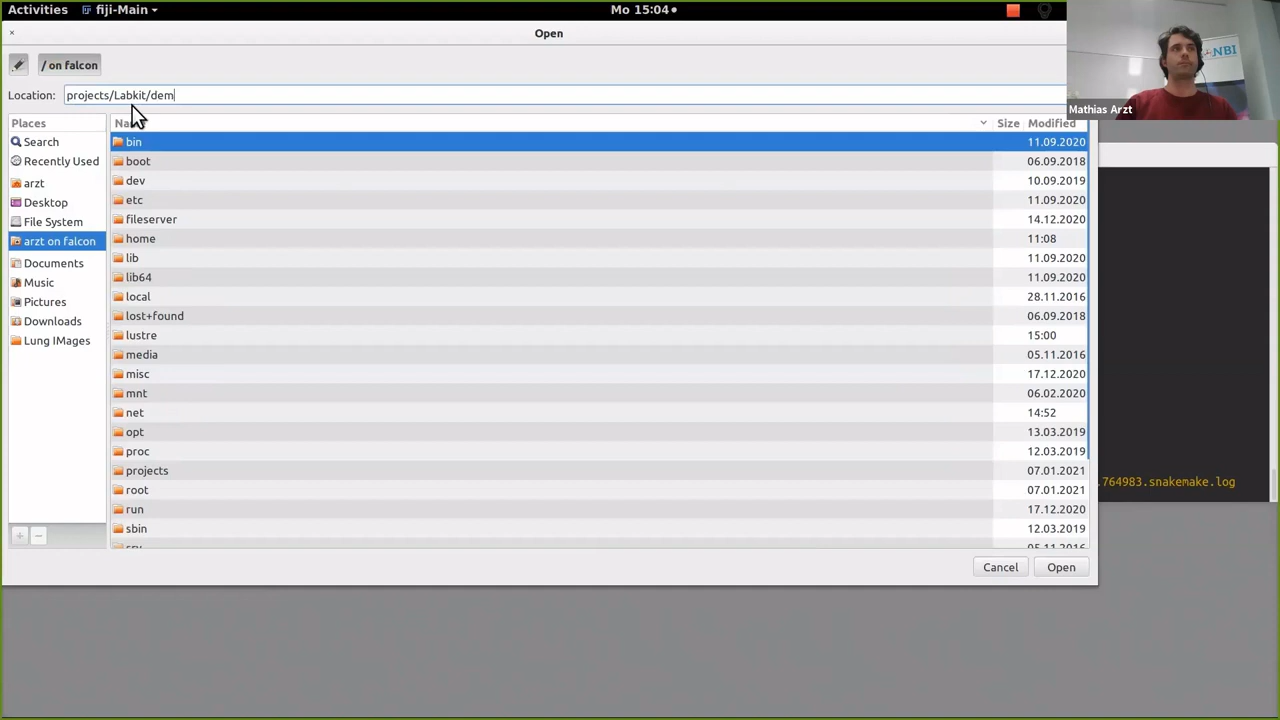 Activities fiji-Main Mo 15:04
Open
/ on falcon
Location: projects/Labkit/dem
Places Size Modified
Search bin 11.09.2020
Recently Used boot 06.09.2018
arzt dev 10.09.2019
Desktop etc 11.09.2020
File System fileserver 14.12.2020
arzt on falcon home 11:08
Documents lib 11.09.2020
Music lib64 11.09.2020
Pictures local 28.11.2016
Downloads lost+found 06.09.2018
Lung IMages lustre 15:00
media 05.11.2016
misc 17.12.2020
mnt 06.02.2020
net 14:52
opt 13.03.2019
proc 12.03.2019
projects 07.01.2021
root 07.01.2021
run 17.12.2020
sbin 12.03.2019
Cancel Open
.764983.snakemake.log
NBI
Mathias Arzt